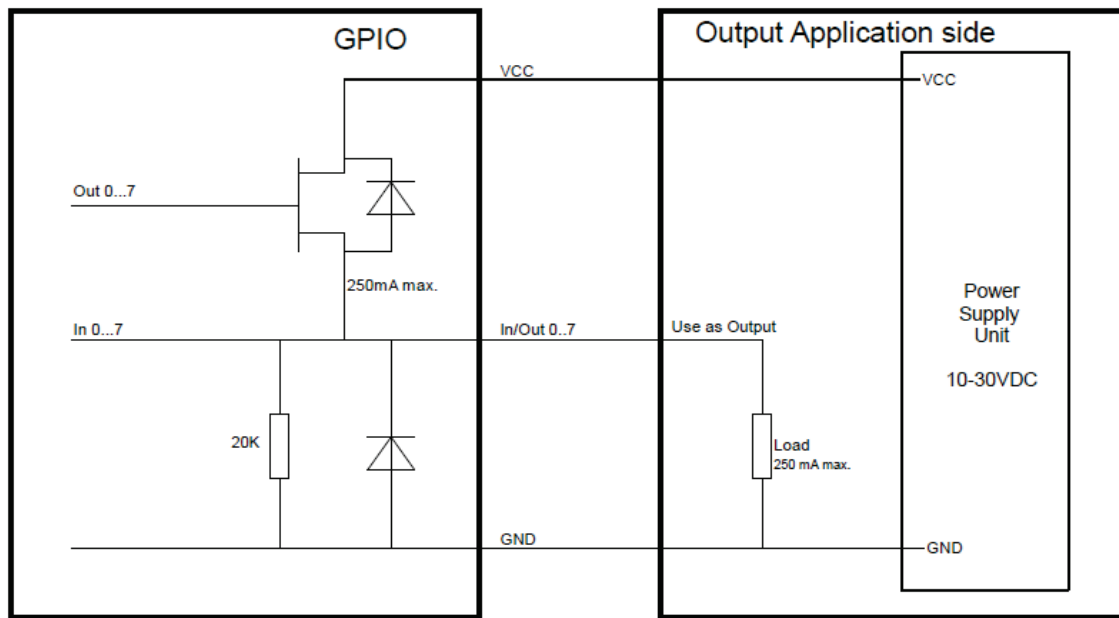 GPIO
Output Application side
VCC
VCC
Out 0...7
250mA max.
In 0...7
In/Out 0..7
Use as Output
Power
Supply
Unit
10-30VDC
20K
Load
250 mA max.
GND
GND